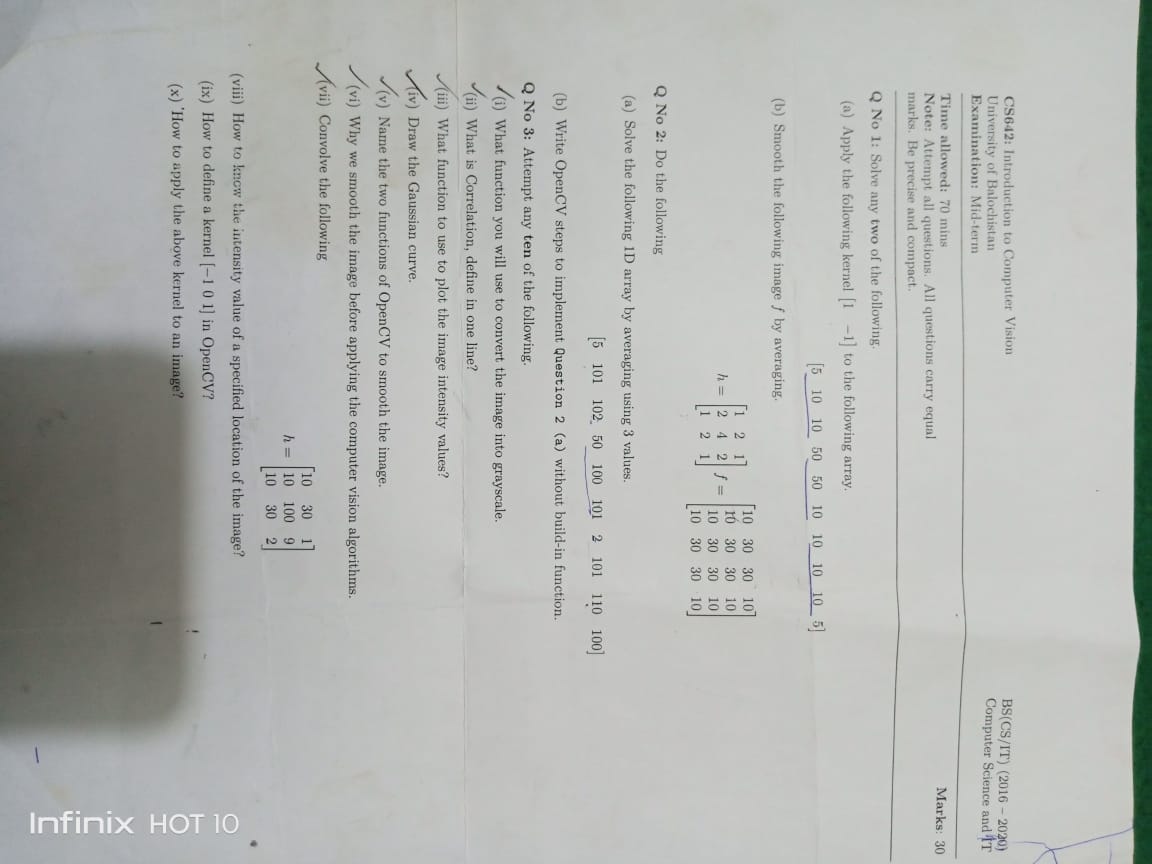 CS642: Introduction to Computer Vision
University of Balochistan
Examination: Mid-term
BS(CS/IT) (2016 – 2020)
Computer Science and IT
Time allowed: 70 mins
Marks: 30
Note: Attempt all questions. All questions carry equal
marks. Be precise and compact.
Q No 1: Solve any two of the following.
(a) Apply the following kernel [1 −1] to the following array.
[5 10 10 50 50 10 10 10 10 5]
(b) Smooth the following image f by averaging.
h = [1 2 1
2 4 2
1 2 1]
f = [10 30 30 10
10 30 30 10
10 30 30 10
10 30 30 10]
Q No 2: Do the following
(a) Solve the following 1D array by averaging using 3 values.
[5 101 102 50 100 101 2 101 110 100]
(b) Write OpenCV steps to implement Question 2 (a) without build-in function.
Q No 3: Attempt any ten of the following.
(i) What function you will use to convert the image into grayscale.
(ii) What is Correlation, define in one line?
(iii) What function to use to plot the image intensity values?
(iv) Draw the Gaussian curve.
(v) Name the two functions of OpenCV to smooth the image.
(vi) Why we smooth the image before applying the computer vision algorithms.
(vii) Convolve the following
h = [10 30 1
10 100 9
10 30 2]
(viii) How to know the intensity value of a specified location of the image?
(ix) How to define a kernel [−1 0 1] in OpenCV?
(x) How to apply the above kernel to an image?
Infinix HOT 10